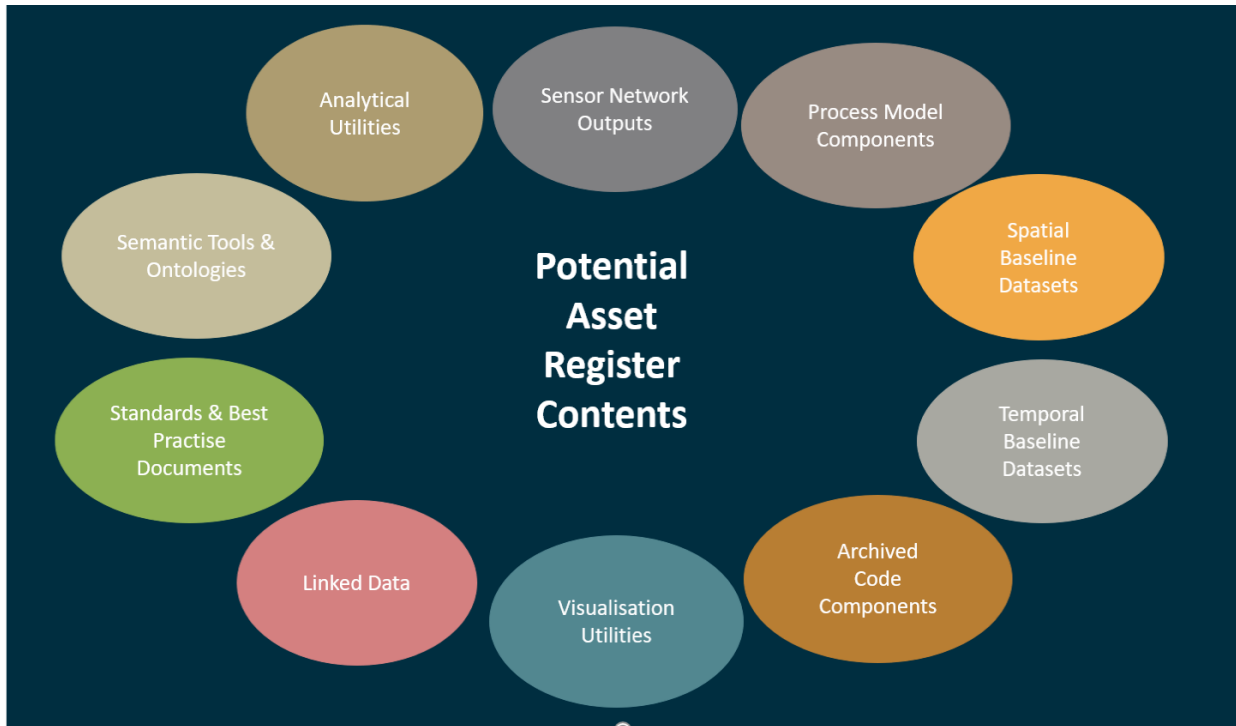 Analytical
Utilities
Sensor Network
Outputs
Process Model
Components
Semantic Tools &
Ontologies
Spatial
Baseline
Datasets
Potential
Asset
Register
Contents
Standards & Best
Practise
Documents
Temporal
Baseline
Datasets
Linked Data
Visualisation
Utilities
Archived
Code
Components